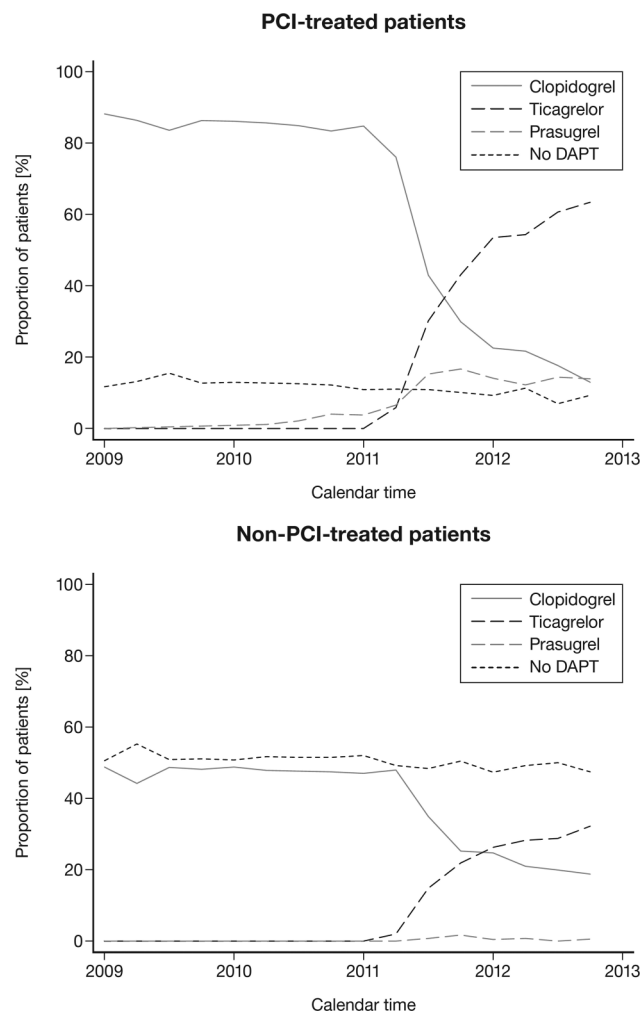 PCI-treated patients
100
80
60
40
20
0
Proportion of patients [%]
Clopidogrel
Ticagrelor
Prasugrel
No DAPT
2009 2010 2011 2012 2013
Calendar time
Non-PCI-treated patients
100
80
60
40
20
0
Proportion of patients [%]
Clopidogrel
Ticagrelor
Prasugrel
No DAPT
2009 2010 2011 2012 2013
Calendar time